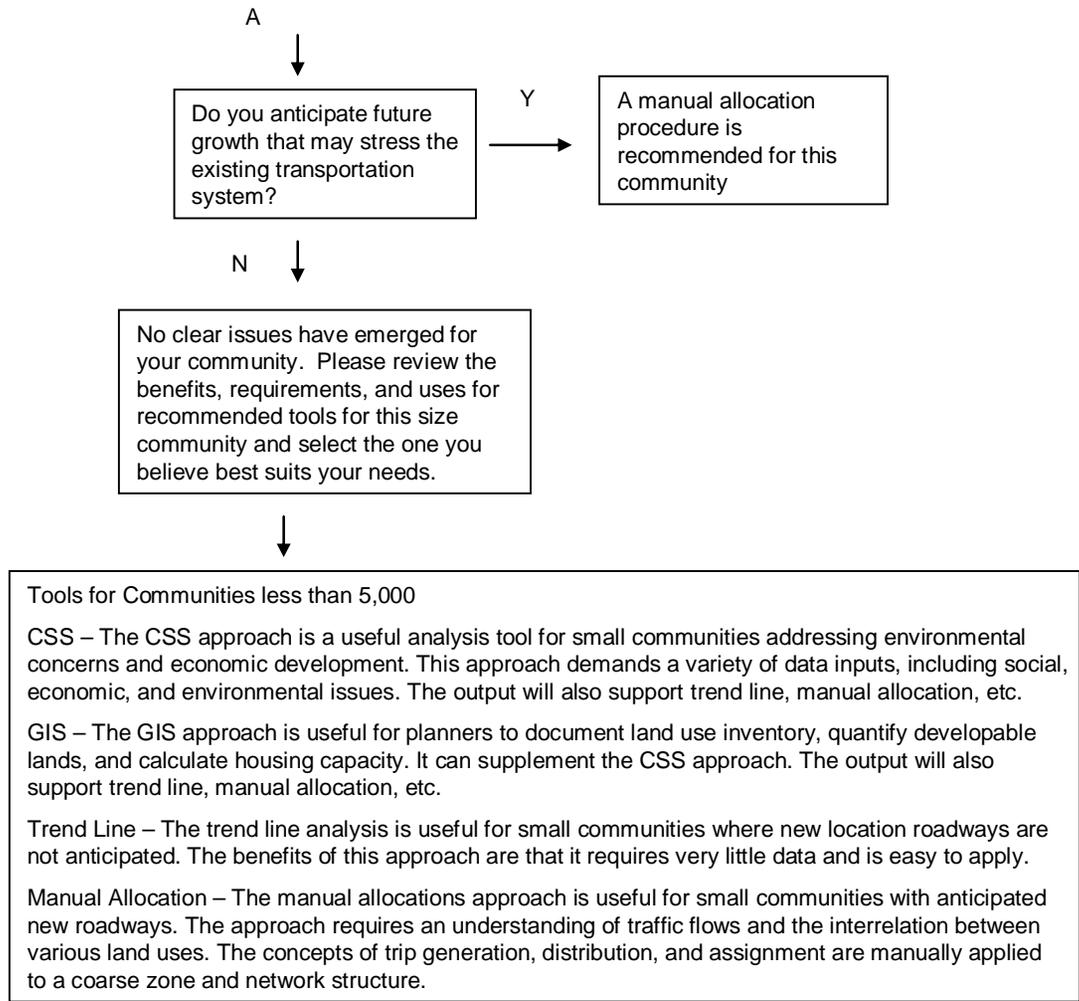 A
Do you anticipate future
growth that may stress the
existing transportation
system?
Y
A manual allocation
procedure is
recommended for this
community
N
No clear issues have emerged for
your community.  Please review the
benefits, requirements, and uses for
recommended tools for this size
community and select the one you
believe best suits your needs.
Tools for Communities less than 5,000
CSS – The CSS approach is a useful analysis tool for small communities addressing environmental
concerns and economic development. This approach demands a variety of data inputs, including social,
economic, and environmental issues. The output will also support trend line, manual allocation, etc.
GIS – The GIS approach is useful for planners to document land use inventory, quantify developable
lands, and calculate housing capacity. It can supplement the CSS approach. The output will also
support trend line, manual allocation, etc.
Trend Line – The trend line analysis is useful for small communities where new location roadways are
not anticipated. The benefits of this approach are that it requires very little data and is easy to apply.
Manual Allocation – The manual allocations approach is useful for small communities with anticipated
new roadways. The approach requires an understanding of traffic flows and the interrelation between
various land uses. The concepts of trip generation, distribution, and assignment are manually applied
to a coarse zone and network structure.